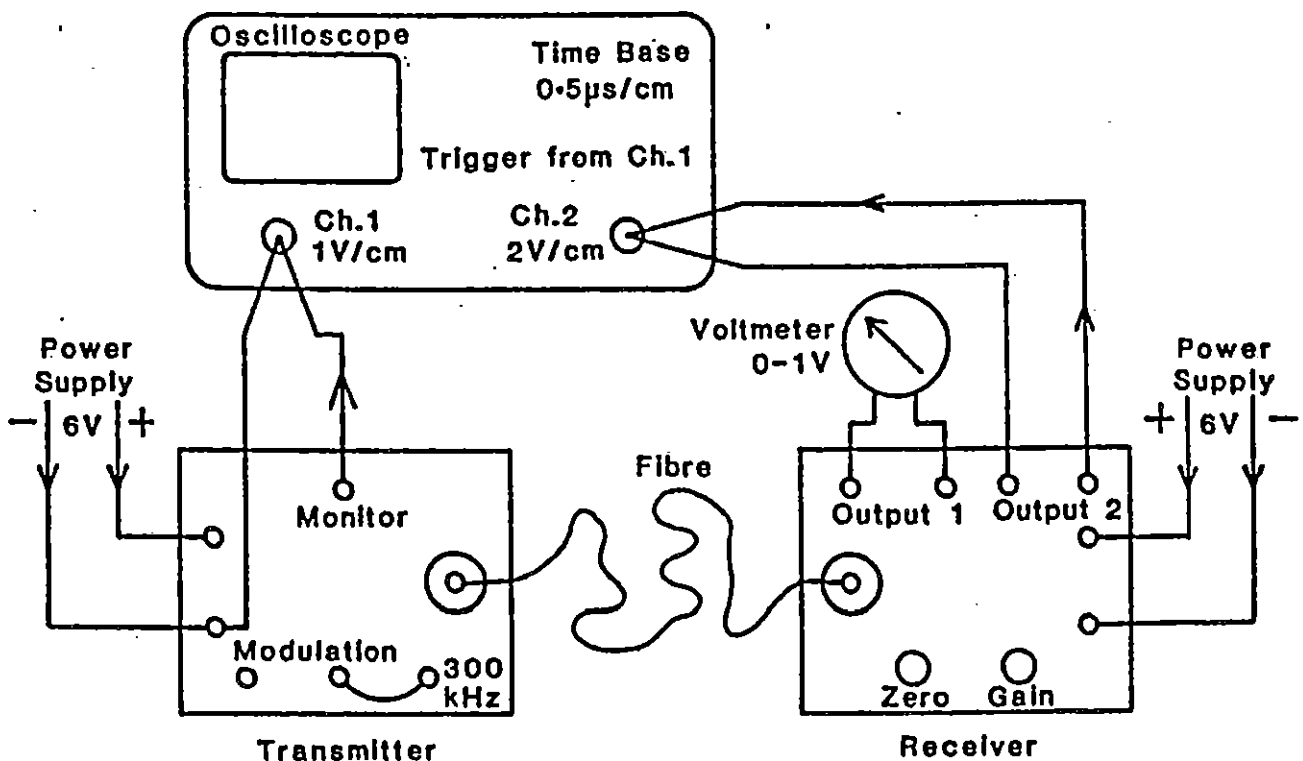 Oscilloscope
Time Base
0·5µs/cm
Trigger from Ch.1
Ch.1
1V/cm
Ch.2
2V/cm
Voltmeter
0-1V
Power
Supply
- 6V +
Power
Supply
+ 6V -
Fibre
Monitor
Output 1
Output 2
Modulation
300
kHz
Zero
Gain
Transmitter
Receiver